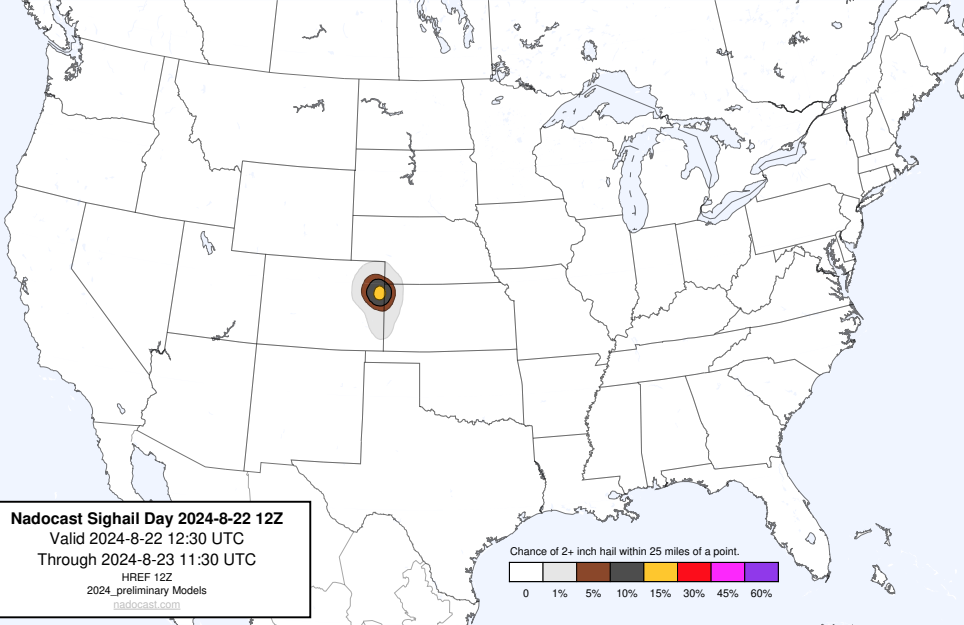 Nadocast Sighail Day 2024-8-22 12Z
Valid 2024-8-22 12:30 UTC
Through 2024-8-23 11:30 UTC
HREF 12Z
2024_preliminary Models
nadocast.com
Chance of 2+ inch hail within 25 miles of a point.
0 1% 5% 10% 15% 30% 45% 60%